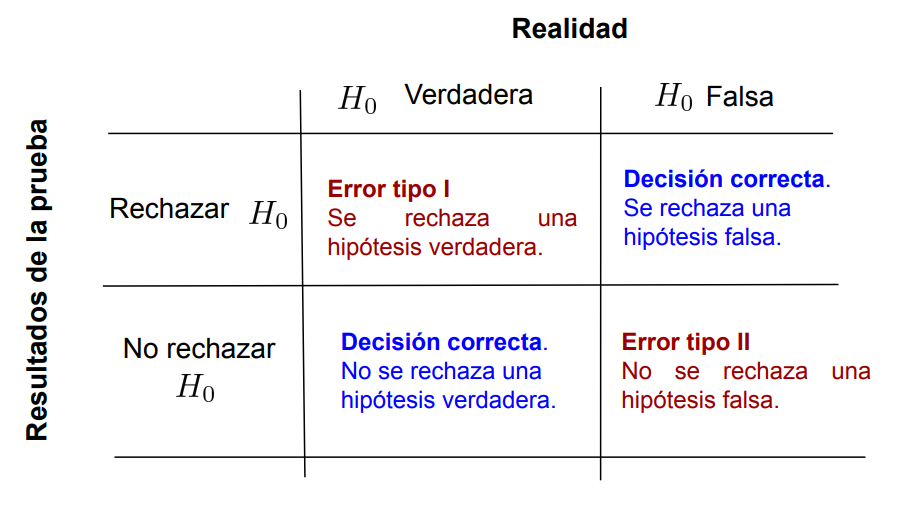 Realidad
H₀ Verdadera
H₀ Falsa
Resultados de la prueba
Rechazar H₀
Error tipo I
Se rechaza una
hipótesis verdadera.
Decisión correcta.
Se rechaza una
hipótesis falsa.
No rechazar
H₀
Decisión correcta.
No se rechaza una
hipótesis verdadera.
Error tipo II
No se rechaza una
hipótesis falsa.